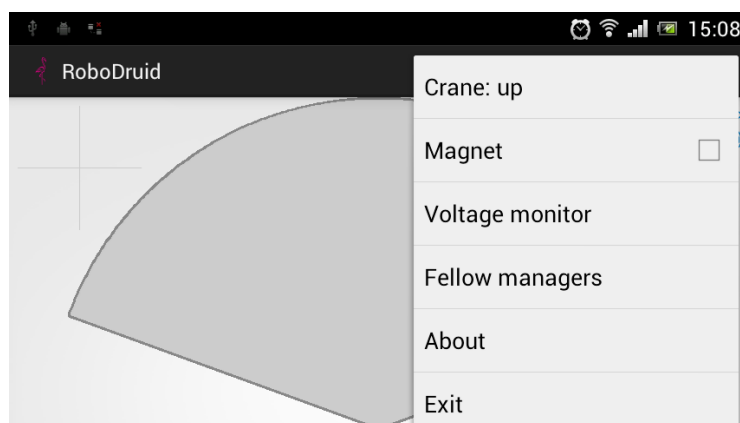 15:08
RoboDruid
Crane: up
Magnet
Voltage monitor
Fellow managers
About
Exit